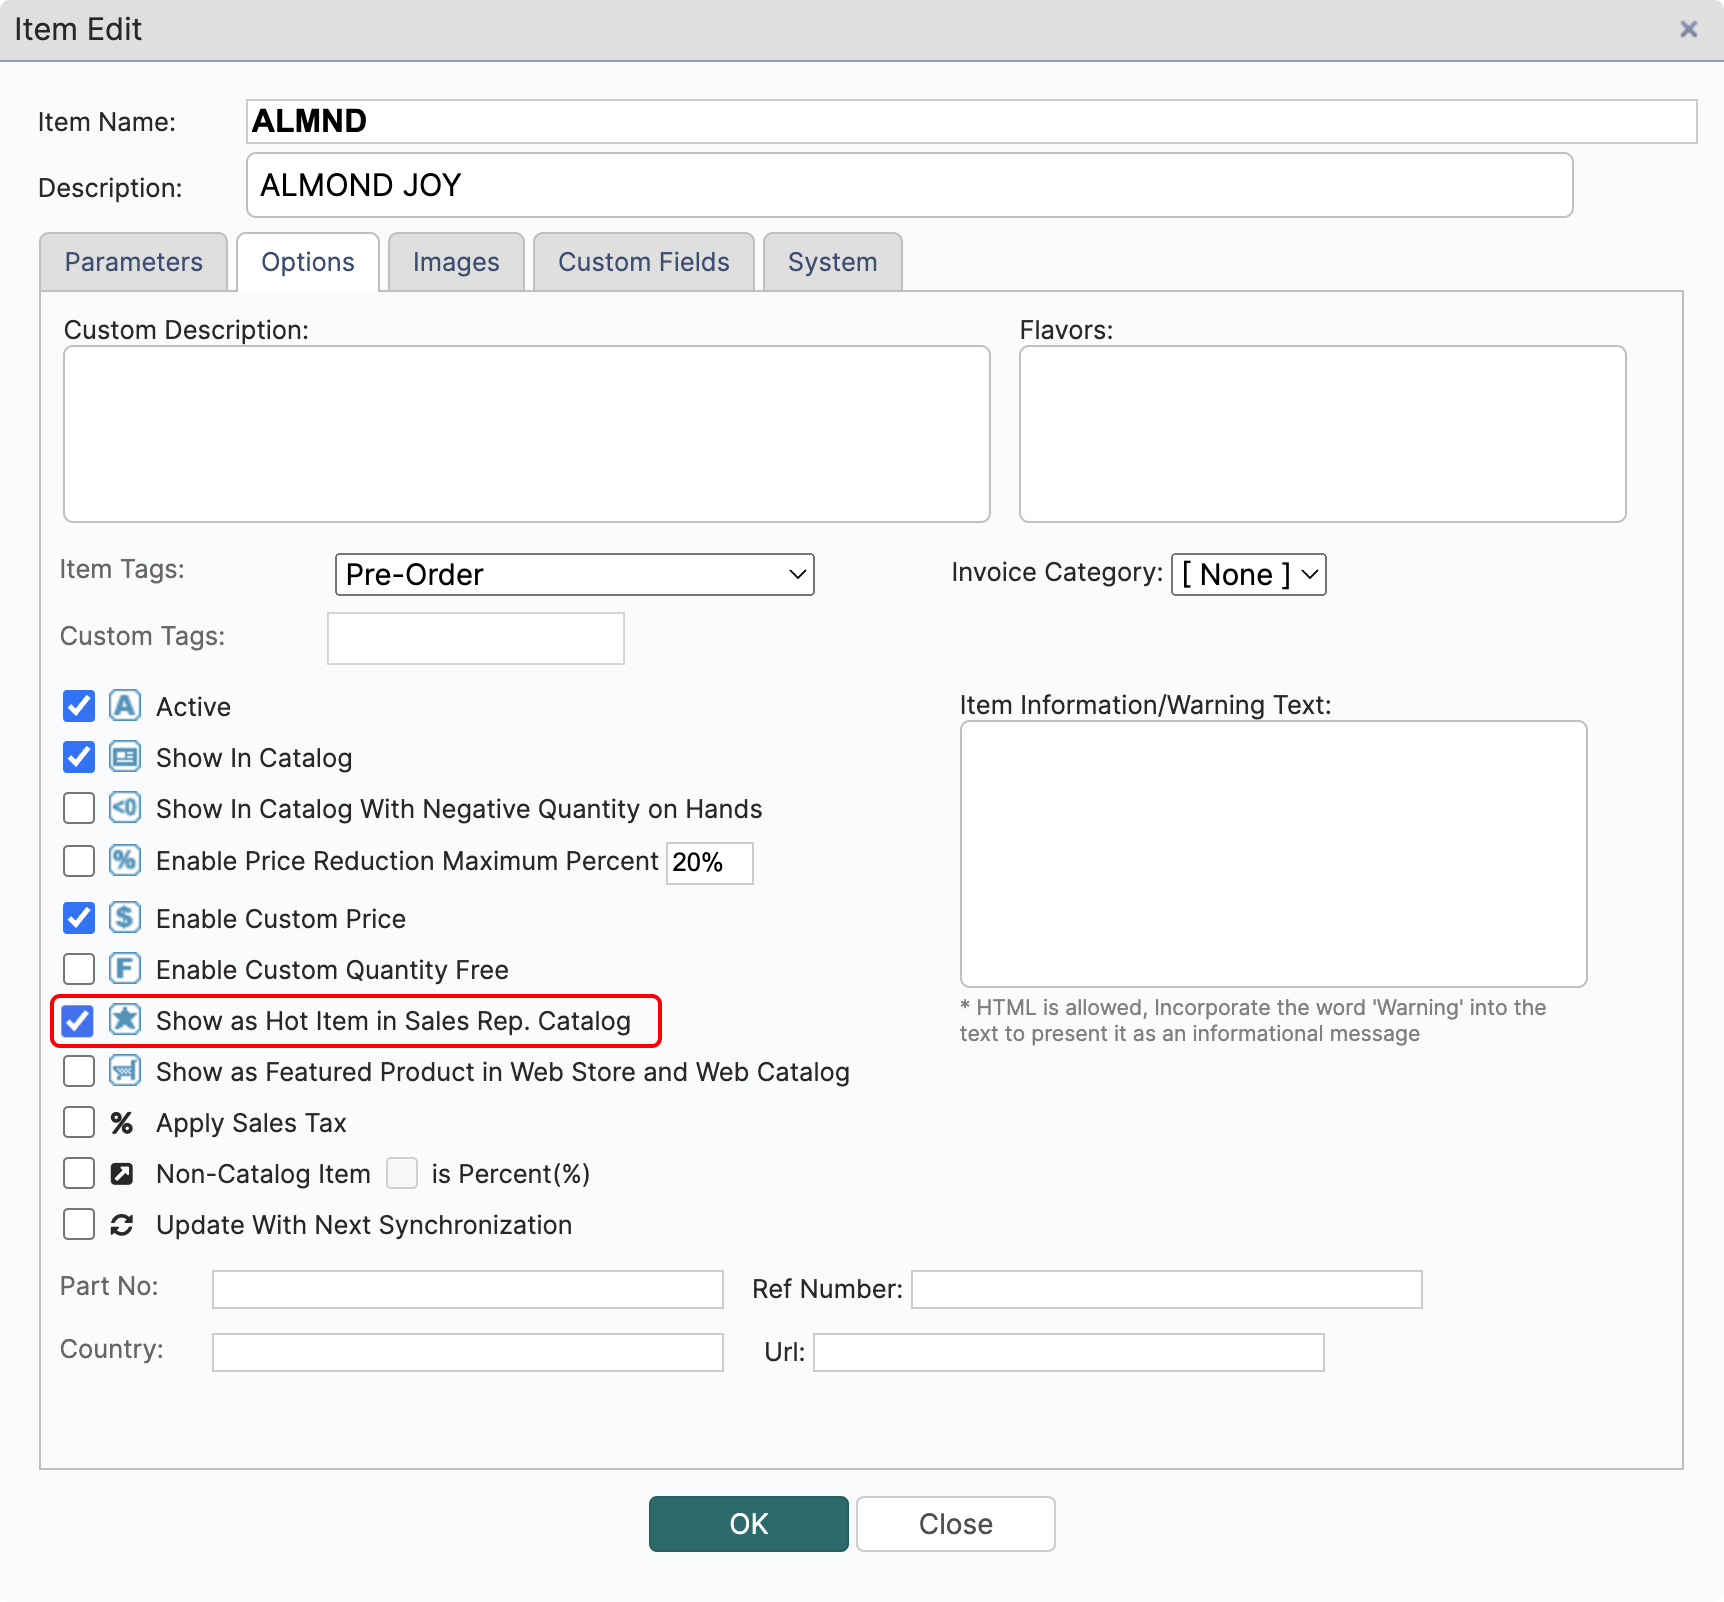 Item Edit
Item Name: ALMND
Description: ALMOND JOY
Parameters Options Images Custom Fields System
Custom Description: Flavors:
Item Tags: Pre-Order Invoice Category: [ None ]
Custom Tags:
A Active Item Information/Warning Text:
Show In Catalog
<0 Show In Catalog With Negative Quantity on Hands
% Enable Price Reduction Maximum Percent 20%
$ Enable Custom Price
F Enable Custom Quantity Free
Show as Hot Item in Sales Rep. Catalog
* HTML is allowed, Incorporate the word 'Warning' into the
text to present it as an informational message
Show as Featured Product in Web Store and Web Catalog
% Apply Sales Tax
Non-Catalog Item is Percent(%)
Update With Next Synchronization
Part No: Ref Number:
Country: Url:
OK Close